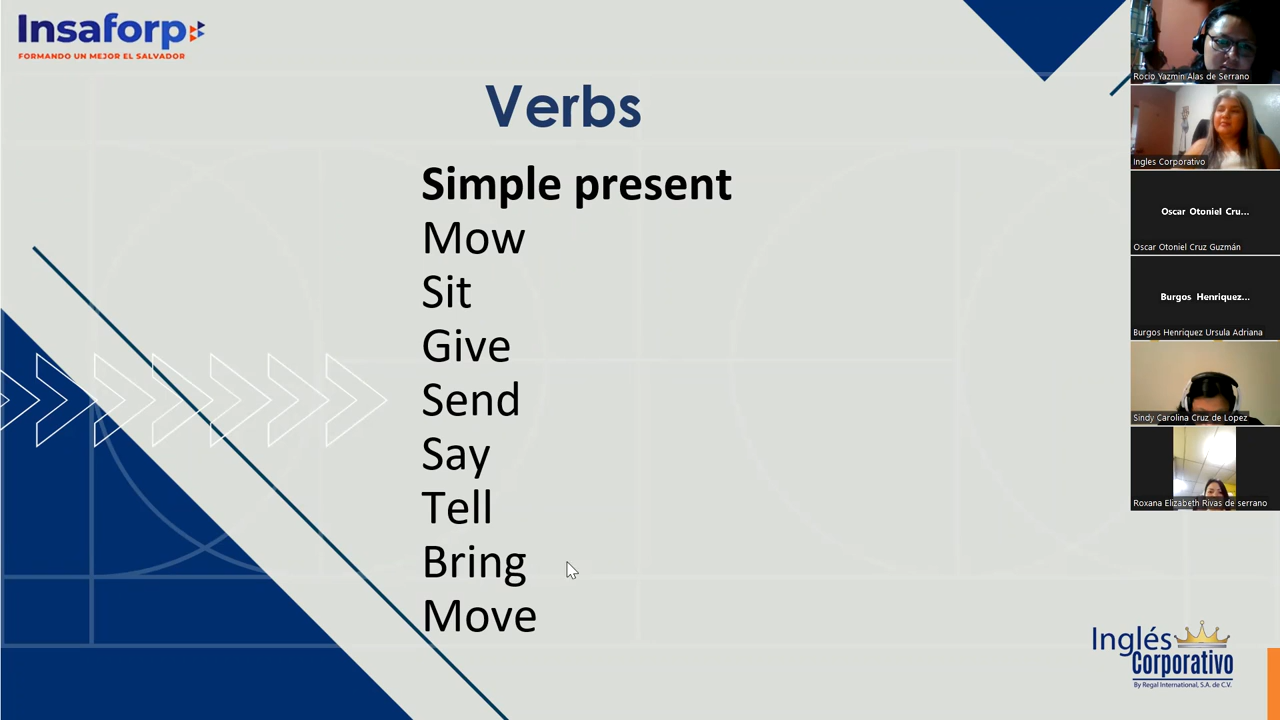 Insaforp
FORMANDO UN MEJOR EL SALVADOR
Verbs
Simple present
Mow
Sit
Give
Send
Say
Tell
Bring
Move
Rocio Yazmin Alas de Serrano
Ingles Corporativo
Oscar Otoniel Cru...
Oscar Otoniel Cruz Guzmán
Burgos Henriquez...
Burgos Henriquez Ursula Adriana
Sindy Carolina Cruz de Lopez
Roxana Elizabeth Rivas de serrano
Inglés
Corporativo
By Regal International, S.A. de C.V.